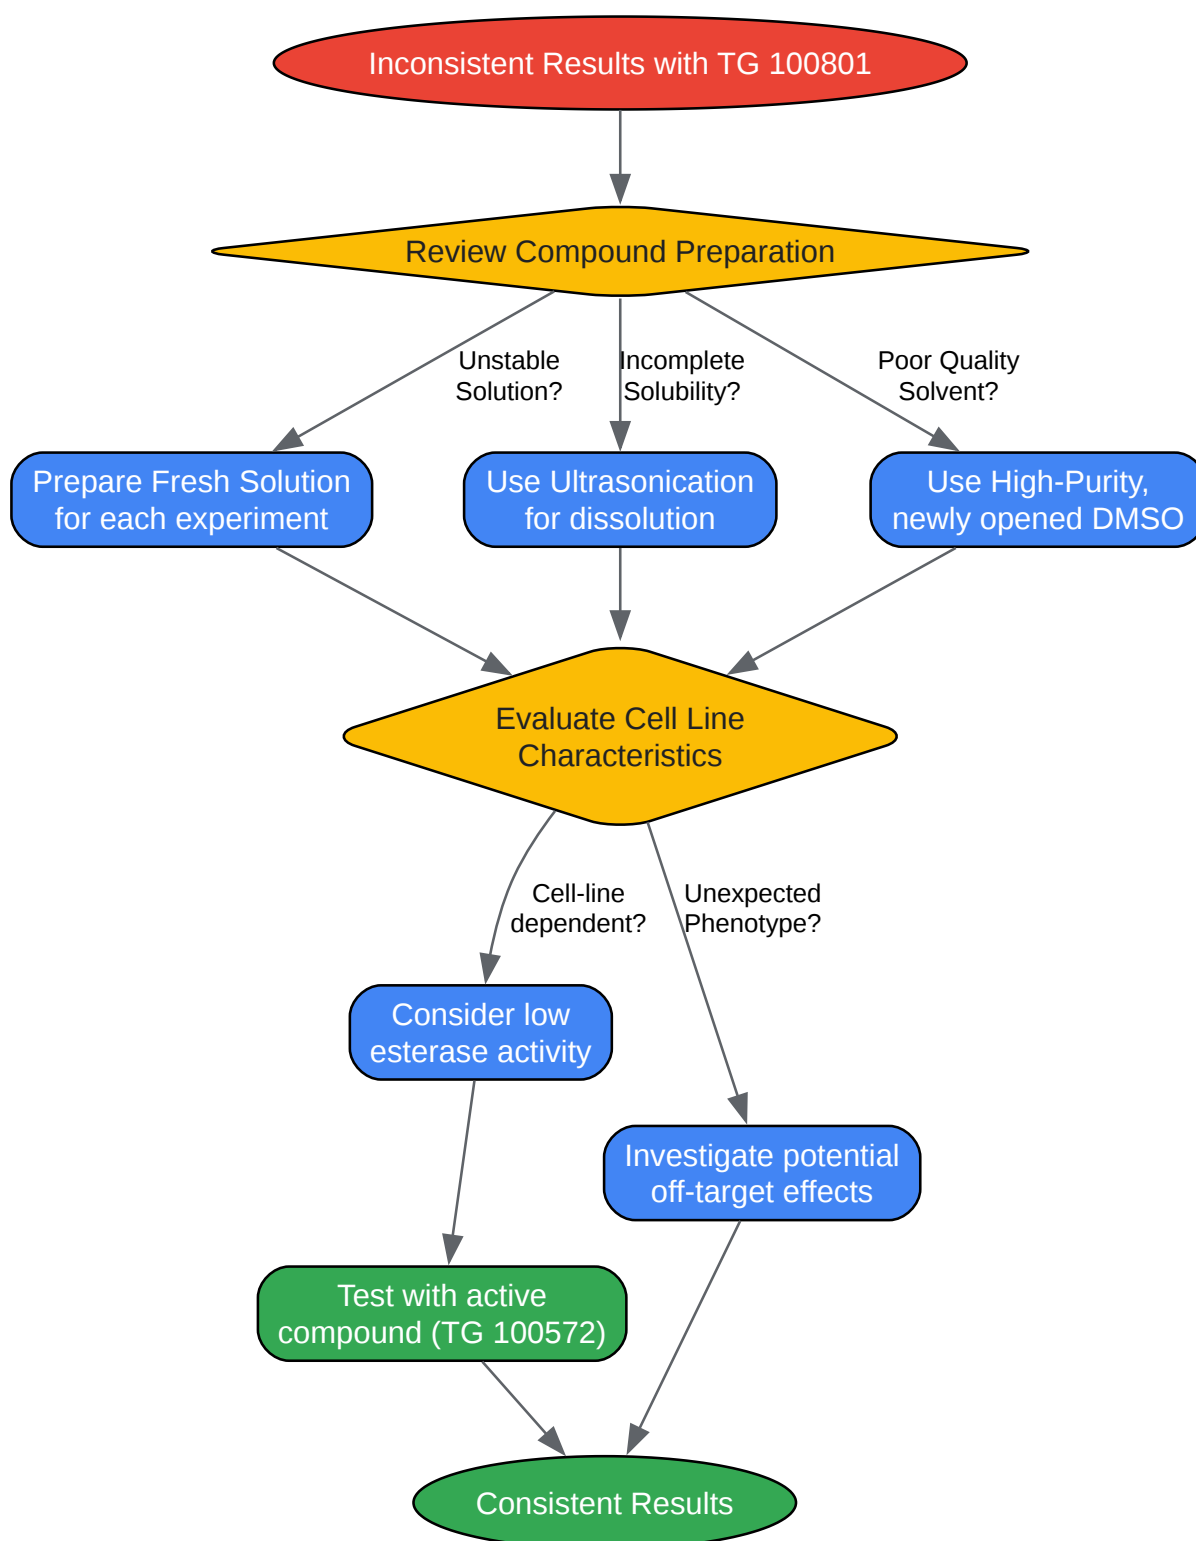 Inconsistent Results with TG 100801
Review Compound Preparation
Unstable
Solution?
Incomplete
Solubility?
Poor Quality
Solvent?
Prepare Fresh Solution
for each experiment
Use Ultrasonication
for dissolution
Use High-Purity,
newly opened DMSO
Evaluate Cell Line
Characteristics
Cell-line
dependent?
Unexpected
Phenotype?
Consider low
esterase activity
Investigate potential
off-target effects
Test with active
compound (TG 100572)
Consistent Results